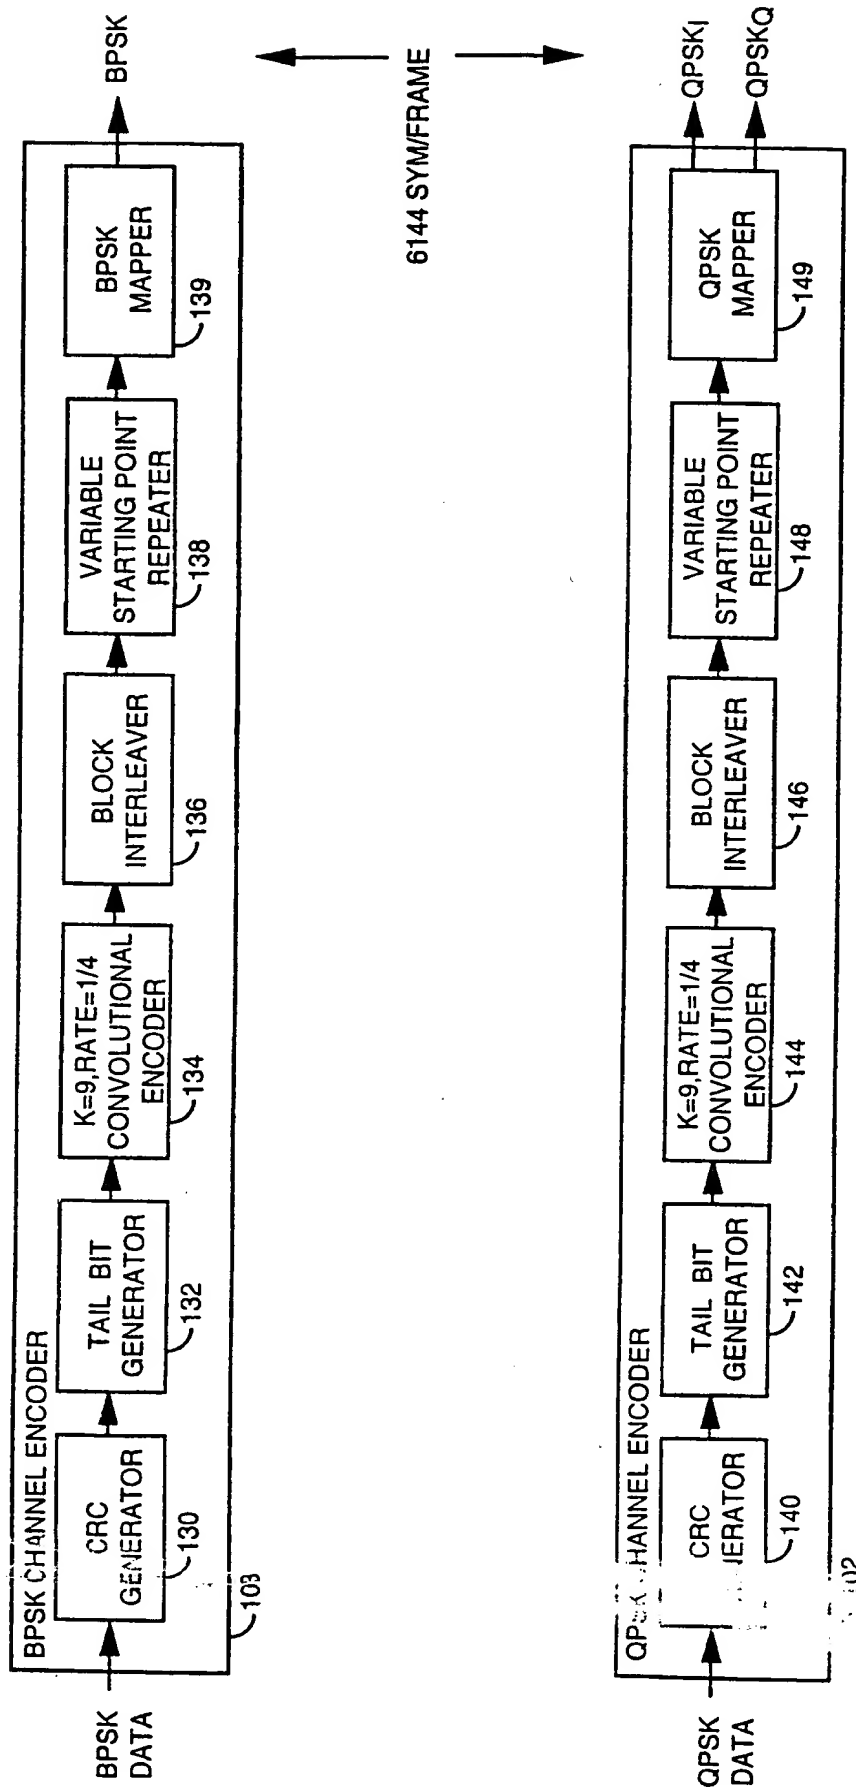 BPSK CHANNEL ENCODER
BPSK
DATA
CRC
GENERATOR
130
TAIL BIT
GENERATOR
132
K=9,RATE=1/4
CONVOLUTIONAL
ENCODER
134
BLOCK
INTERLEAVER
136
VARIABLE
STARTING POINT
REPEATER
138
BPSK
MAPPER
139
BPSK
103
6144 SYM/FRAME
CHANNEL ENCODER
QPSK
DATA
CRC
140
TAIL BIT
GENERATOR
142
K=9,RATE=1/4
CONVOLUTIONAL
ENCODER
144
BLOCK
INTERLEAVER
146
VARIABLE
STARTING POINT
REPEATER
148
QPSK
MAPPER
149
QPSKI
QPSKQ